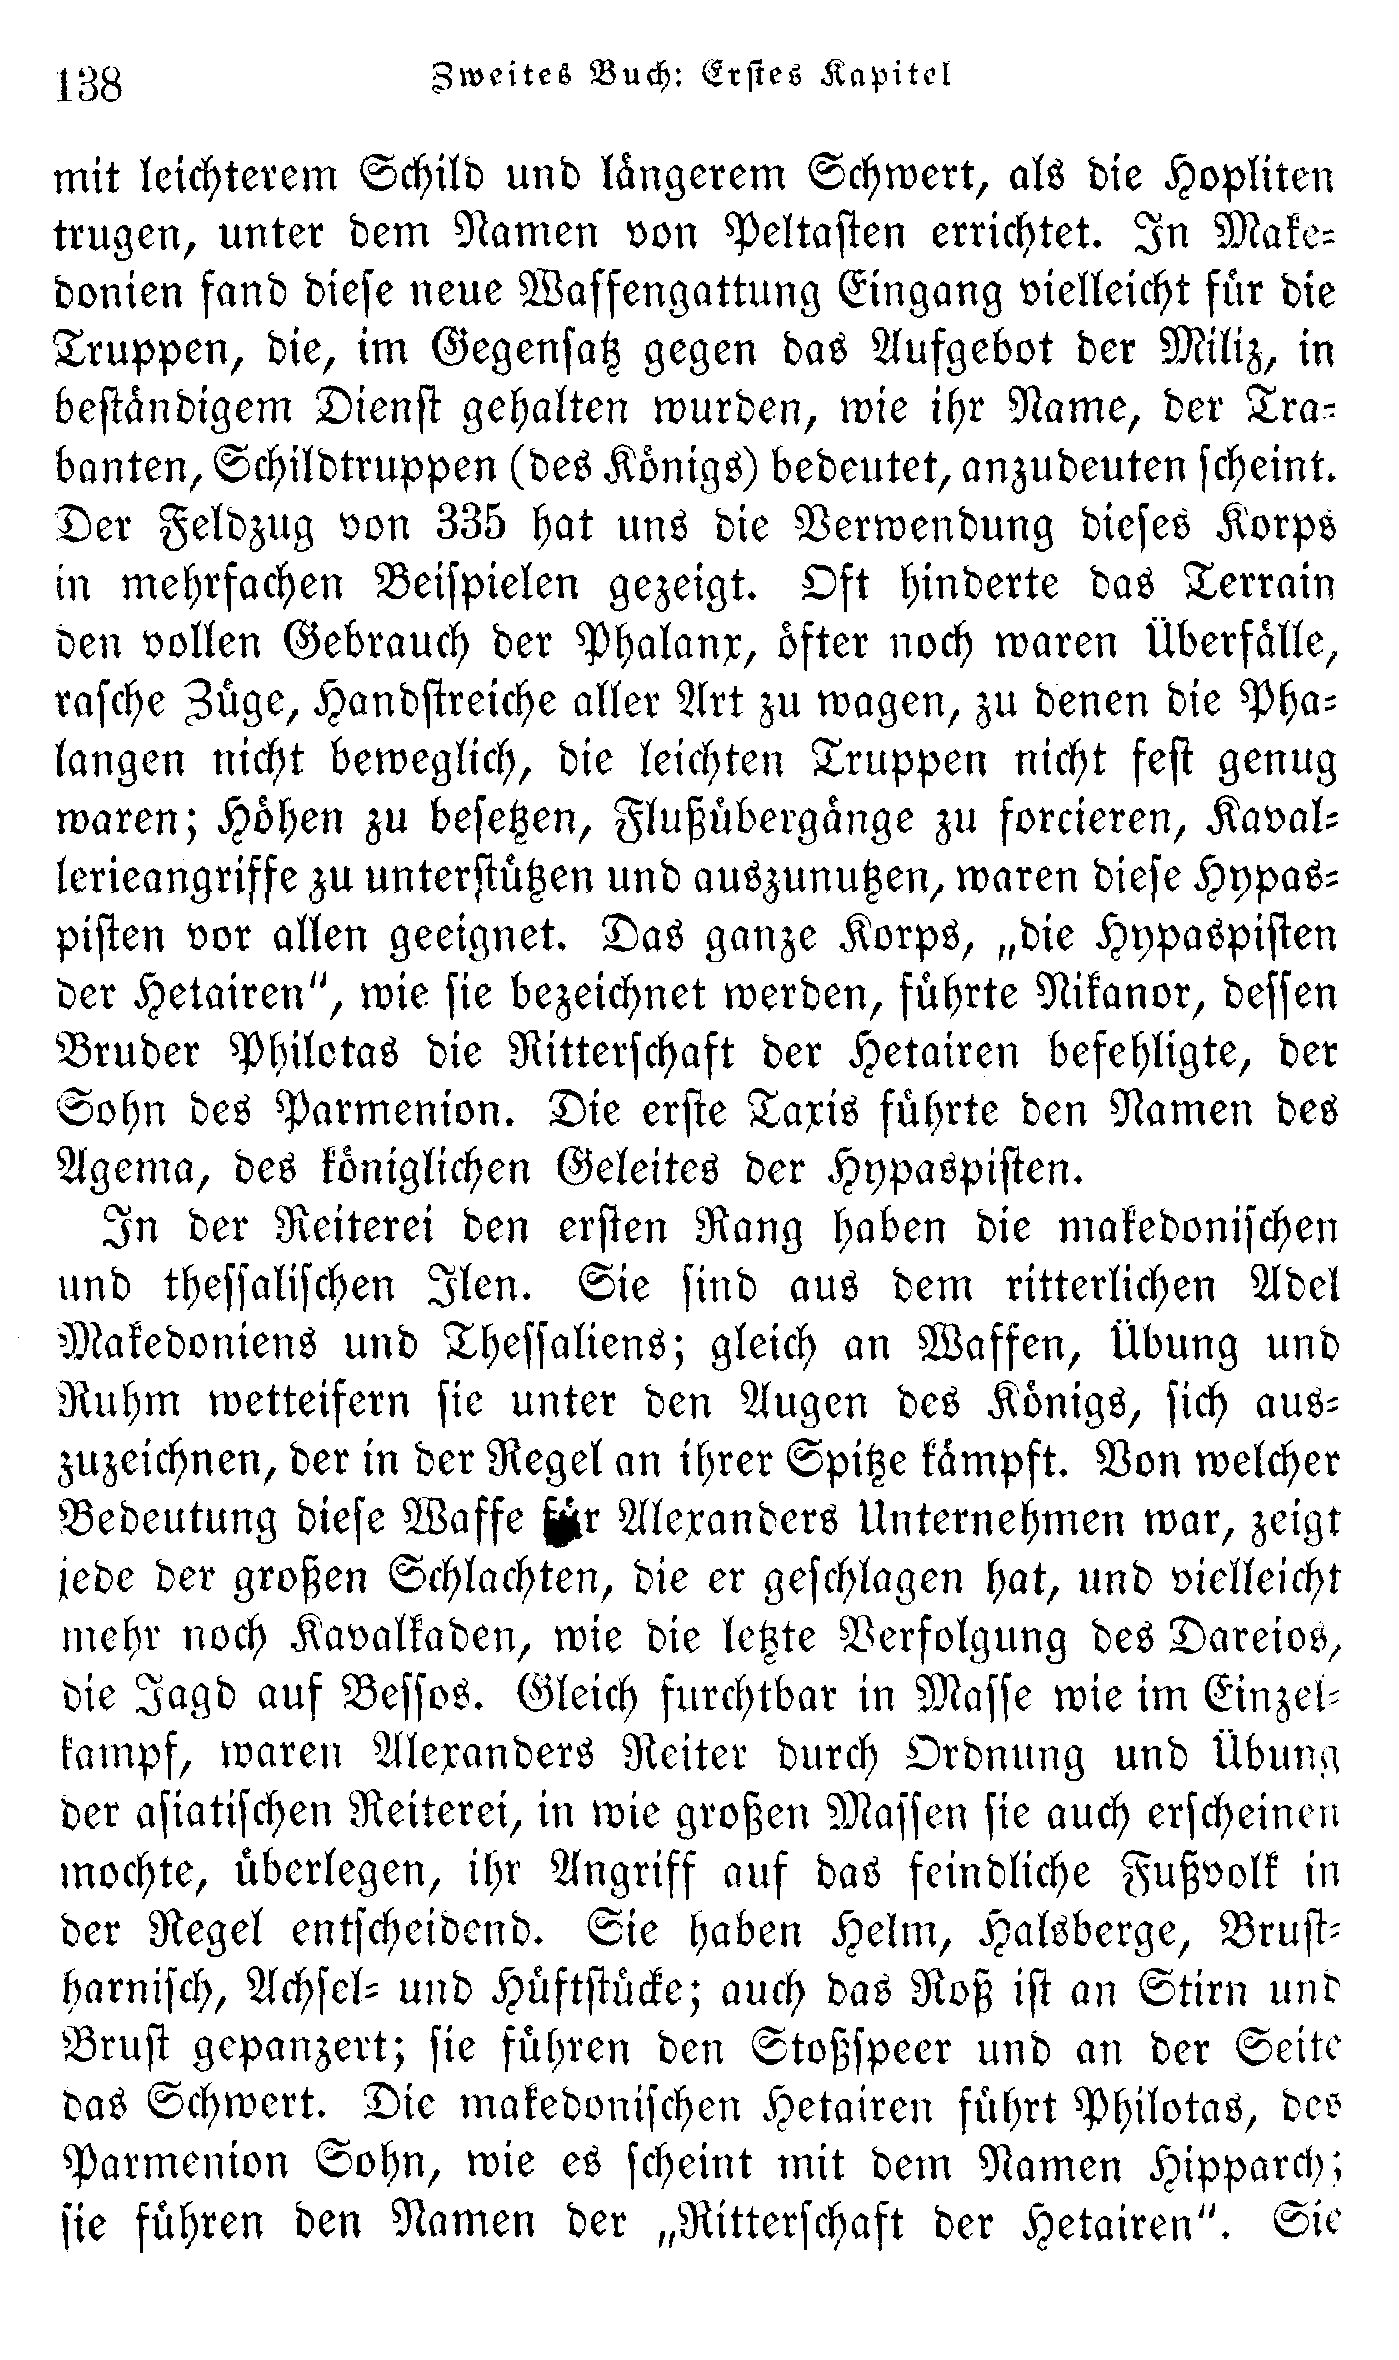 138
Zweites Buch: Erstes Kapitel
mit leichterem Schild und längerem Schwert, als die Hopliten
trugen, unter dem Namen von Peltasten errichtet. In Make-
donien fand diese neue Waffengattung Eingang vielleicht für die
Truppen, die, im Gegensatz gegen das Aufgebot der Miliz, in
beständigem Dienst gehalten wurden, wie ihr Name, der Tra-
banten, Schildtruppen (des Königs) bedeutet, anzudeuten scheint.
Der Feldzug von 335 hat uns die Verwendung dieses Korps
in mehrfachen Beispielen gezeigt. Oft hinderte das Terrain
den vollen Gebrauch der Phalanx, öfter noch waren Überfälle,
rasche Züge, Handstreiche aller Art zu wagen, zu denen die Pha-
langen nicht beweglich, die leichten Truppen nicht fest genug
waren; Höhen zu besetzen, Flußübergänge zu forcieren, Kaval-
lerieangriffe zu unterstützen und auszunutzen, waren diese Hypas-
pisten vor allen geeignet. Das ganze Korps, „die Hypaspisten
der Hetairen“, wie sie bezeichnet werden, führte Nikanor, dessen
Bruder Philotas die Ritterschaft der Hetairen befehligte, der
Sohn des Parmenion. Die erste Taxis führte den Namen des
Agema, des königlichen Geleites der Hypaspisten.
In der Reiterei den ersten Rang haben die makedonischen
und thessalischen Ilen. Sie sind aus dem ritterlichen Adel
Makedoniens und Thessaliens; gleich an Waffen, Übung und
Ruhm wetteifern sie unter den Augen des Königs, sich aus-
zuzeichnen, der in der Regel an ihrer Spitze kämpft. Von welcher
Bedeutung diese Waffe für Alexanders Unternehmen war, zeigt
jede der großen Schlachten, die er geschlagen hat, und vielleicht
mehr noch Kavalkaden, wie die letzte Verfolgung des Dareios,
die Jagd auf Bessos. Gleich furchtbar in Masse wie im Einzel-
kampf, waren Alexanders Reiter durch Ordnung und Übung
der asiatischen Reiterei, in wie großen Massen sie auch erscheinen
mochte, überlegen, ihr Angriff auf das feindliche Fußvolk in
der Regel entscheidend. Sie haben Helm, Halsberge, Brust-
harnisch, Achsel- und Hüftstücke; auch das Roß ist an Stirn und
Brust gepanzert; sie führen den Stoßspeer und an der Seite
das Schwert. Die makedonischen Hetairen führt Philotas, des
Parmenion Sohn, wie es scheint mit dem Namen Hipparch;
sie führen den Namen der „Ritterschaft der Hetairen“. Sie